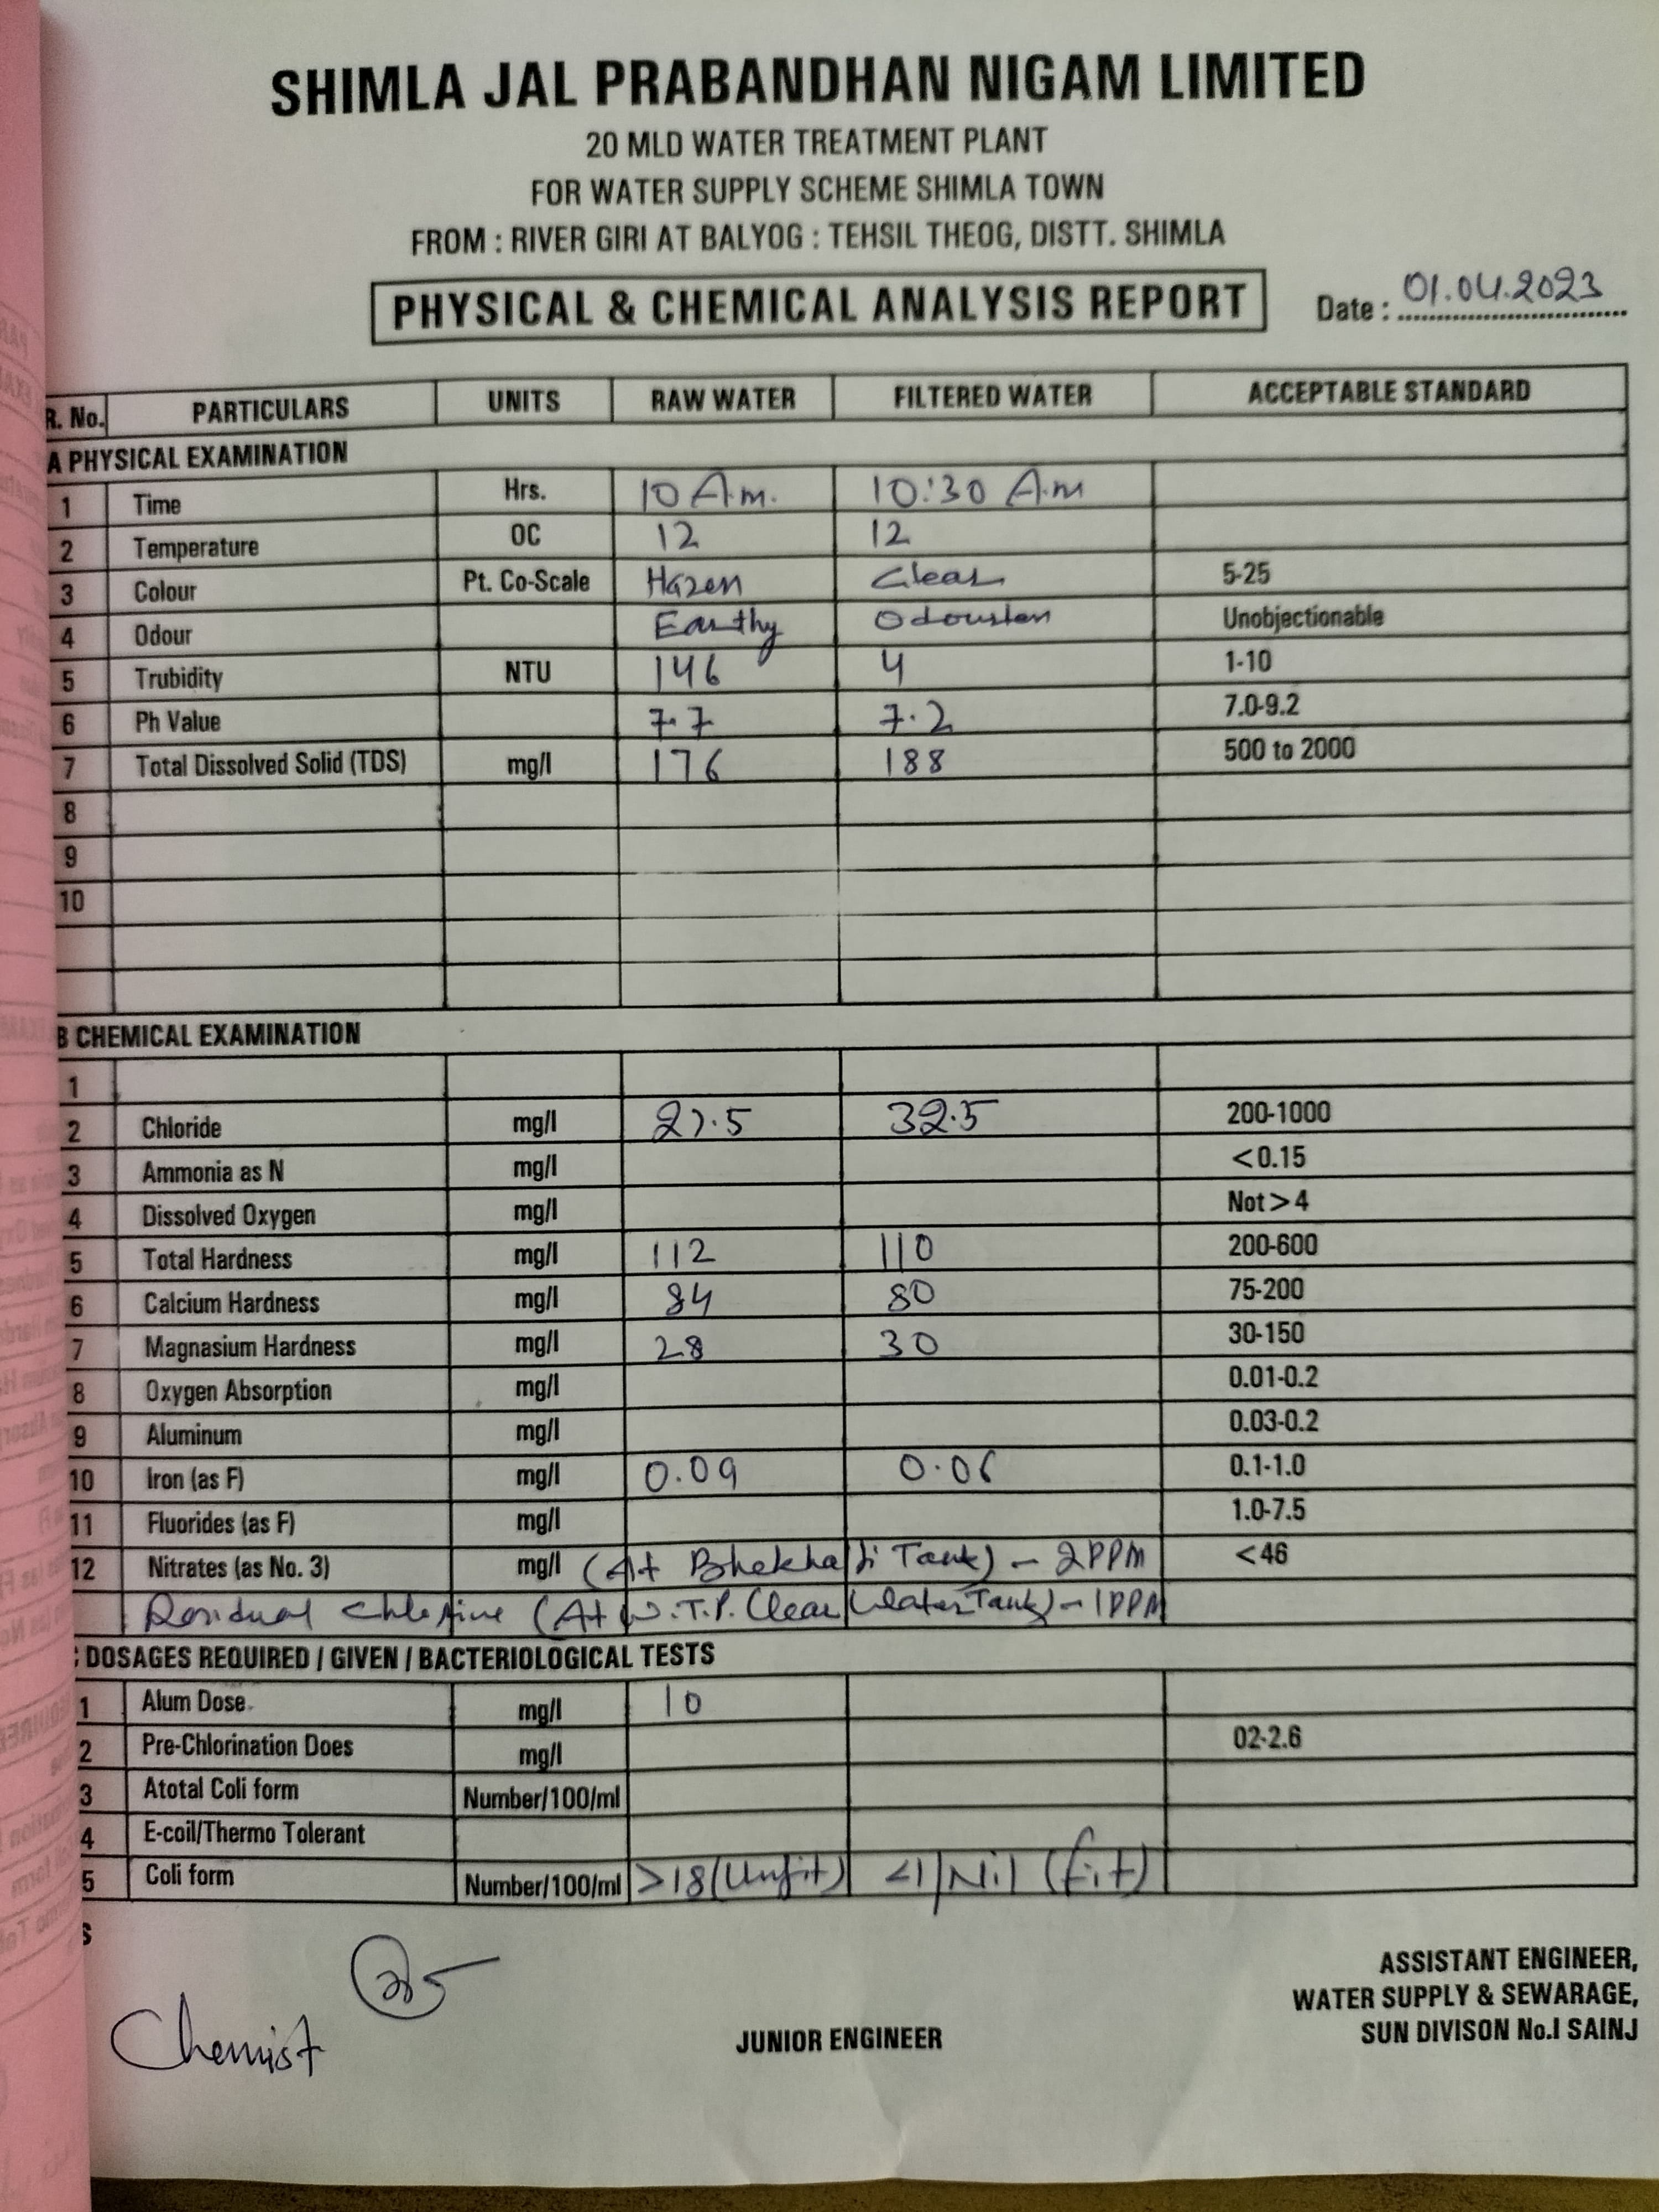 SHIMLA JAL PRABANDHAN NIGAM LIMITED
20 MLD WATER TREATMENT PLANT
FOR WATER SUPPLY SCHEME SHIMLA TOWN
FROM : RIVER GIRI AT BALYOG : TEHSIL THEOG, DISTT. SHIMLA
PHYSICAL & CHEMICAL ANALYSIS REPORT Date : 01.04.2023
R. No. PARTICULARS UNITS RAW WATER FILTERED WATER ACCEPTABLE STANDARD
A PHYSICAL EXAMINATION
1 Time Hrs. 10 A.m. 10:30 A.m
2 Temperature OC 12 12
3 Colour Pt. Co-Scale Hazen Clear 5-25
4 Odour Earthy Unobjectionable
5 Trubidity NTU 146 4 1-10
6 Ph Value 7.7 7.2 7.0-9.2
7 Total Dissolved Solid (TDS) mg/l 176 188 500 to 2000
8
9
10
B CHEMICAL EXAMINATION
1
2 Chloride mg/l 27.5 32.5 200-1000
3 Ammonia as N mg/l <0.15
4 Dissolved Oxygen mg/l Not > 4
5 Total Hardness mg/l 112 110 200-600
6 Calcium Hardness mg/l 84 80 75-200
7 Magnasium Hardness mg/l 28 30 30-150
8 Oxygen Absorption mg/l 0.01-0.2
9 Aluminum mg/l 0.03-0.2
10 Iron (as F) mg/l 0.09 0.06 0.1-1.0
11 Fluorides (as F) mg/l 1.0-7.5
12 Nitrates (as No. 3) mg/l (At Tank) - 2PPM <46
Residual Chlorine (At W.T.P. Clear Water Tank) - 1PPM
DOSAGES REQUIRED / GIVEN / BACTERIOLOGICAL TESTS
1 Alum Dose mg/l 10
2 Pre-Chlorination Does mg/l 02-2.6
3 Atotal Coli form Number/100/ml
4 E-coil/Thermo Tolerant
5 Coli form Number/100/ml >18 (Unfit) <1/Nil (fit)
Chemist
JUNIOR ENGINEER
ASSISTANT ENGINEER,
WATER SUPPLY & SEWARAGE,
SUN DIVISON No.I SAINJ